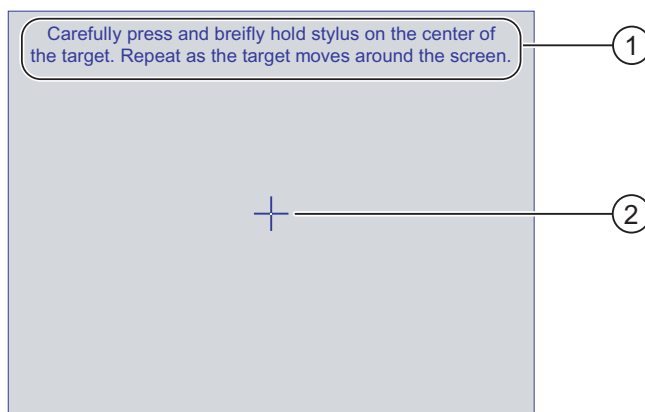 Carefully press and breifly hold stylus on the center of
the target. Repeat as the target moves around the screen.
1
2